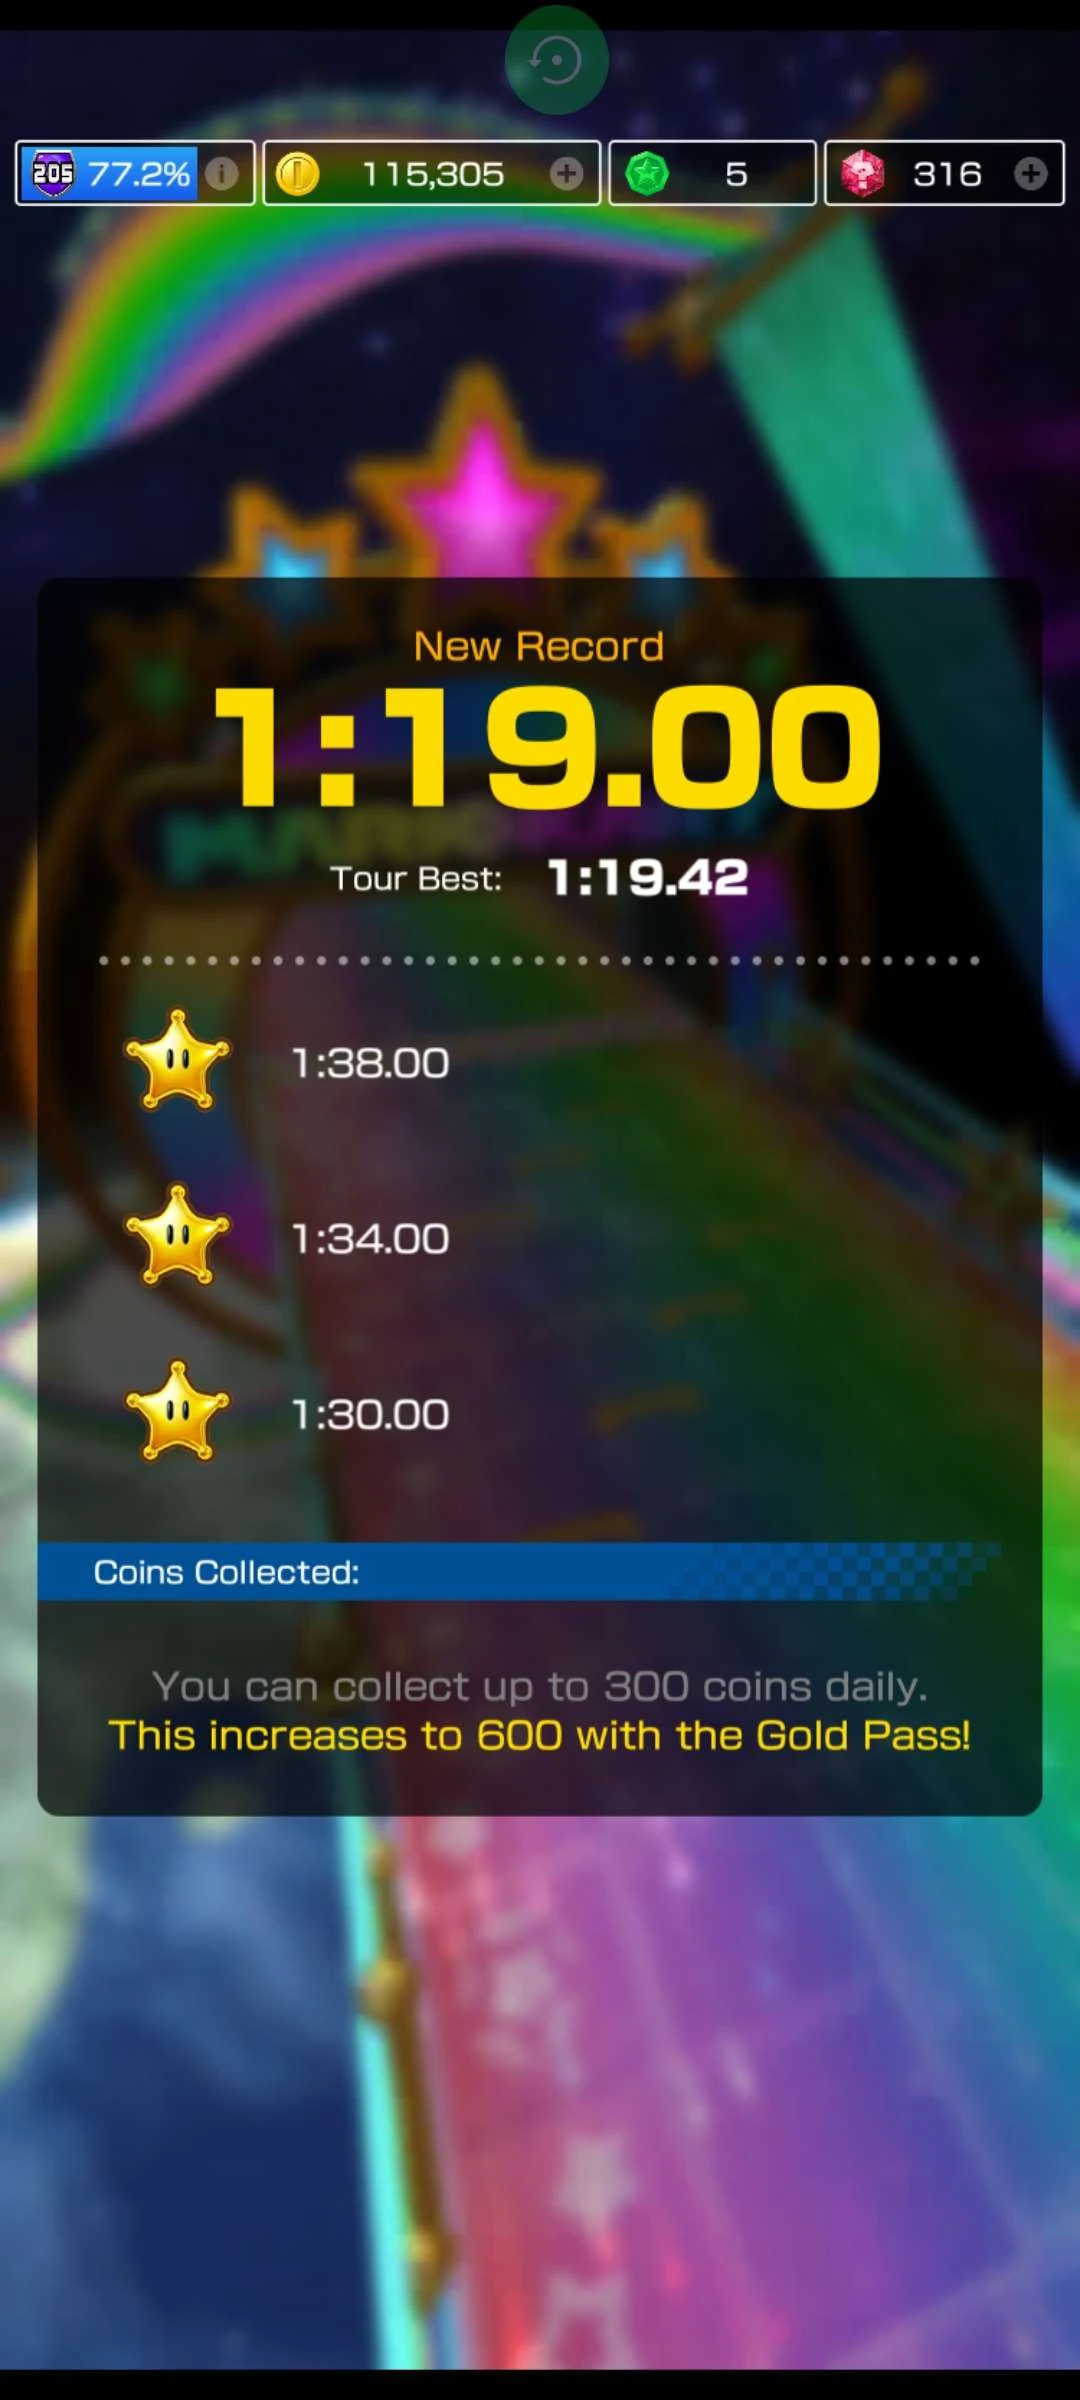 205 77.2% i 115,305 + 5 ? 316 +
New Record
1:19.00
Tour Best: 1:19.42
1:38.00
1:34.00
1:30.00
Coins Collected:
You can collect up to 300 coins daily.
This increases to 600 with the Gold Pass!